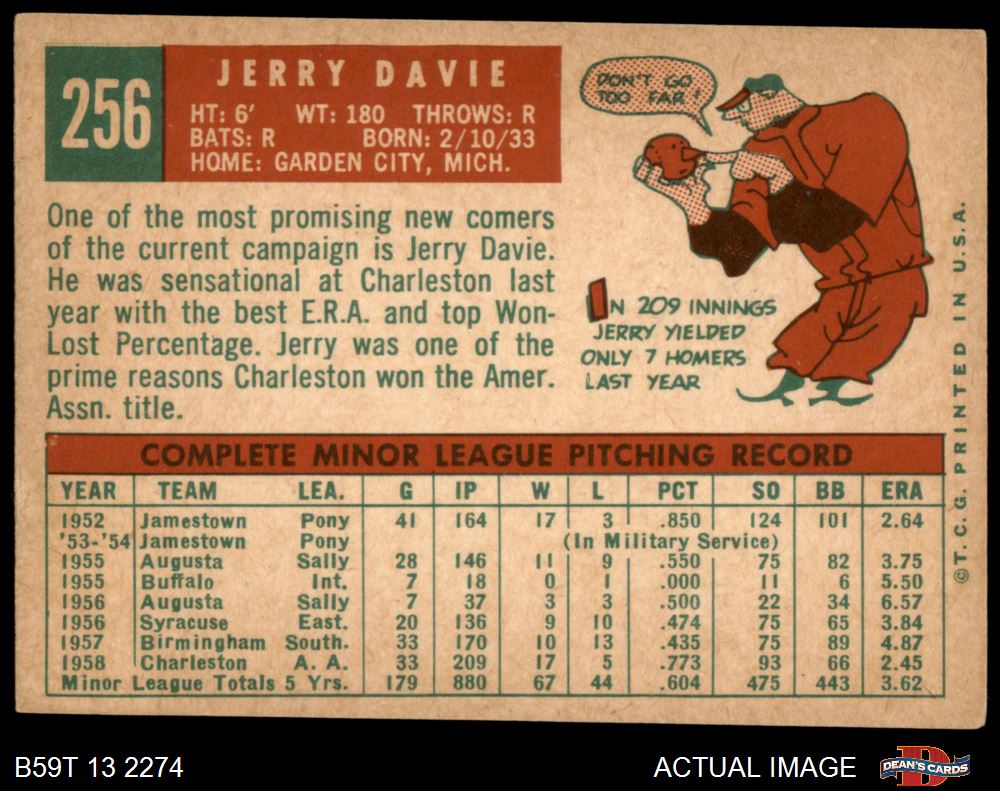 256
JERRY DAVIE
HT: 6' WT: 180 THROWS: R
BATS: R BORN: 2/10/33
HOME: GARDEN CITY, MICH.
DON'T GO
TOO FAR!
One of the most promising new comers
of the current campaign is Jerry Davie.
He was sensational at Charleston last
year with the best E.R.A. and top Won-
Lost Percentage. Jerry was one of the
prime reasons Charleston won the Amer.
Assn. title.
IN 209 INNINGS
JERRY YIELDED
ONLY 7 HOMERS
LAST YEAR
COMPLETE MINOR LEAGUE PITCHING RECORD
YEAR TEAM LEA. G IP W L PCT SO BB ERA
1952 Jamestown Pony 41 164 17 3 .850 124 101 2.64
'53-'54 Jamestown Pony (In Military Service)
1955 Augusta Sally 28 146 11 9 .550 75 82 3.75
1955 Buffalo Int. 7 18 0 1 .000 11 6 5.50
1956 Augusta Sally 7 37 3 3 .500 22 34 6.57
1956 Syracuse East. 20 136 9 10 .474 75 65 3.84
1957 Birmingham South. 33 170 10 13 .435 75 89 4.87
1958 Charleston A. A. 33 209 17 5 .773 93 66 2.45
Minor League Totals 5 Yrs. 179 880 67 44 .604 475 443 3.62
©T. C. G. PRINTED IN U.S.A.
B59T 13 2274
ACTUAL IMAGE
D
DEAN'S CARDS